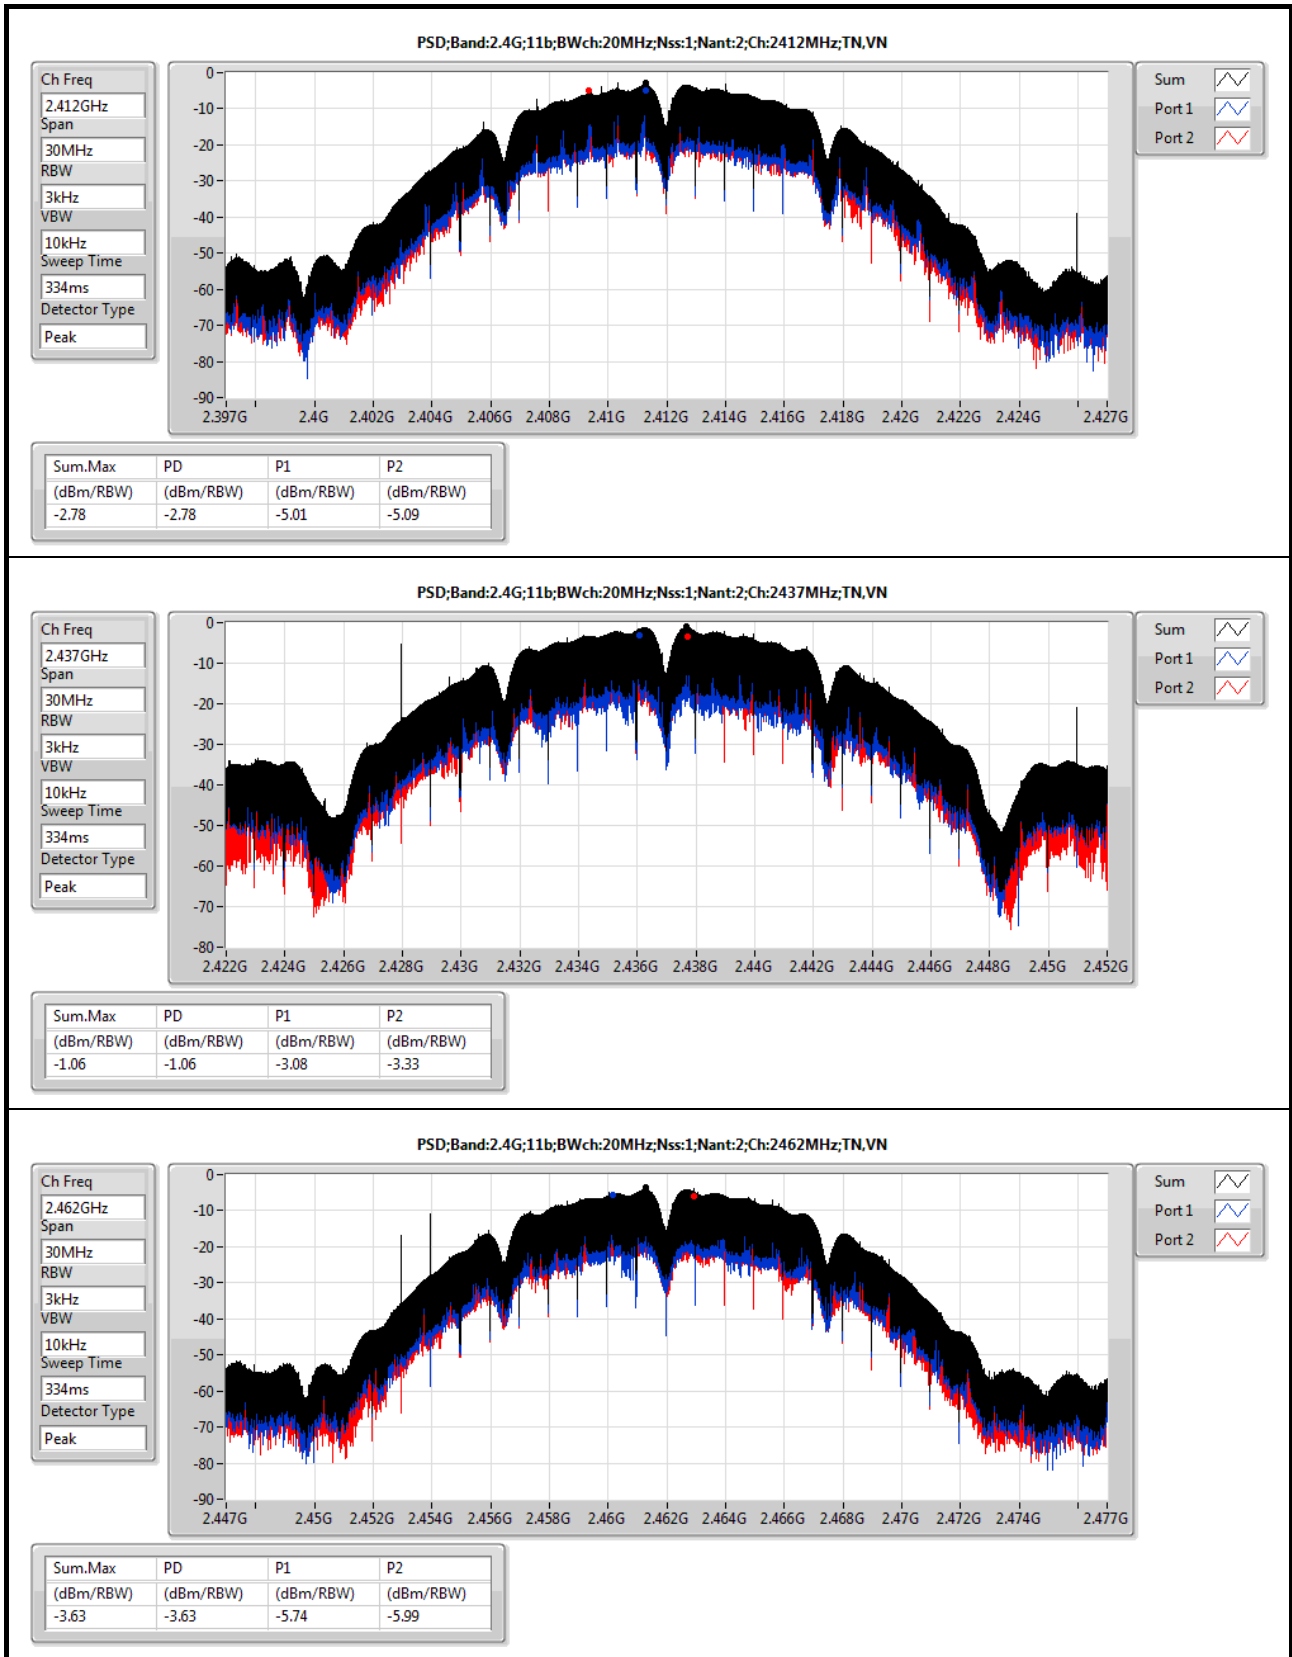 PSD;Band:2.4G;11b;BWch:20MHz;Nss:1;Nant:2;Ch:2412MHz;TN,VN
Ch Freq
2.412GHz
Span
30MHz
RBW
3kHz
VBW
10kHz
Sweep Time
334ms
Detector Type
Peak
0
-10
-20
-30
-40
-50
-60
-70
-80
-90
2.397G 2.4G 2.402G 2.404G 2.406G 2.408G 2.41G 2.412G 2.414G 2.416G 2.418G 2.42G 2.422G 2.424G 2.427G
Sum
Port 1
Port 2
Sum.Max PD P1 P2
(dBm/RBW) (dBm/RBW) (dBm/RBW) (dBm/RBW)
-2.78 -2.78 -5.01 -5.09
PSD;Band:2.4G;11b;BWch:20MHz;Nss:1;Nant:2;Ch:2437MHz;TN,VN
Ch Freq
2.437GHz
Span
30MHz
RBW
3kHz
VBW
10kHz
Sweep Time
334ms
Detector Type
Peak
0
-10
-20
-30
-40
-50
-60
-70
-80
2.422G 2.424G 2.426G 2.428G 2.43G 2.432G 2.434G 2.436G 2.438G 2.44G 2.442G 2.444G 2.446G 2.448G 2.45G 2.452G
Sum
Port 1
Port 2
Sum.Max PD P1 P2
(dBm/RBW) (dBm/RBW) (dBm/RBW) (dBm/RBW)
-1.06 -1.06 -3.08 -3.33
PSD;Band:2.4G;11b;BWch:20MHz;Nss:1;Nant:2;Ch:2462MHz;TN,VN
Ch Freq
2.462GHz
Span
30MHz
RBW
3kHz
VBW
10kHz
Sweep Time
334ms
Detector Type
Peak
0
-10
-20
-30
-40
-50
-60
-70
-80
-90
2.447G 2.45G 2.452G 2.454G 2.456G 2.458G 2.46G 2.462G 2.464G 2.466G 2.468G 2.47G 2.472G 2.474G 2.477G
Sum
Port 1
Port 2
Sum.Max PD P1 P2
(dBm/RBW) (dBm/RBW) (dBm/RBW) (dBm/RBW)
-3.63 -3.63 -5.74 -5.99